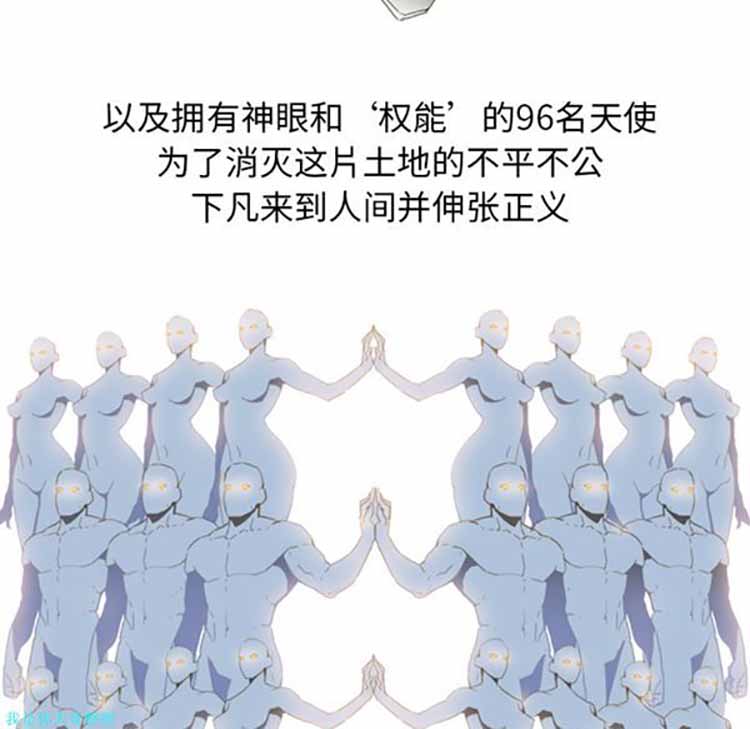 以及拥有神眼和‘权能’的96名天使
为了消灭这片土地的不平不公
下凡来到人间并伸张正义